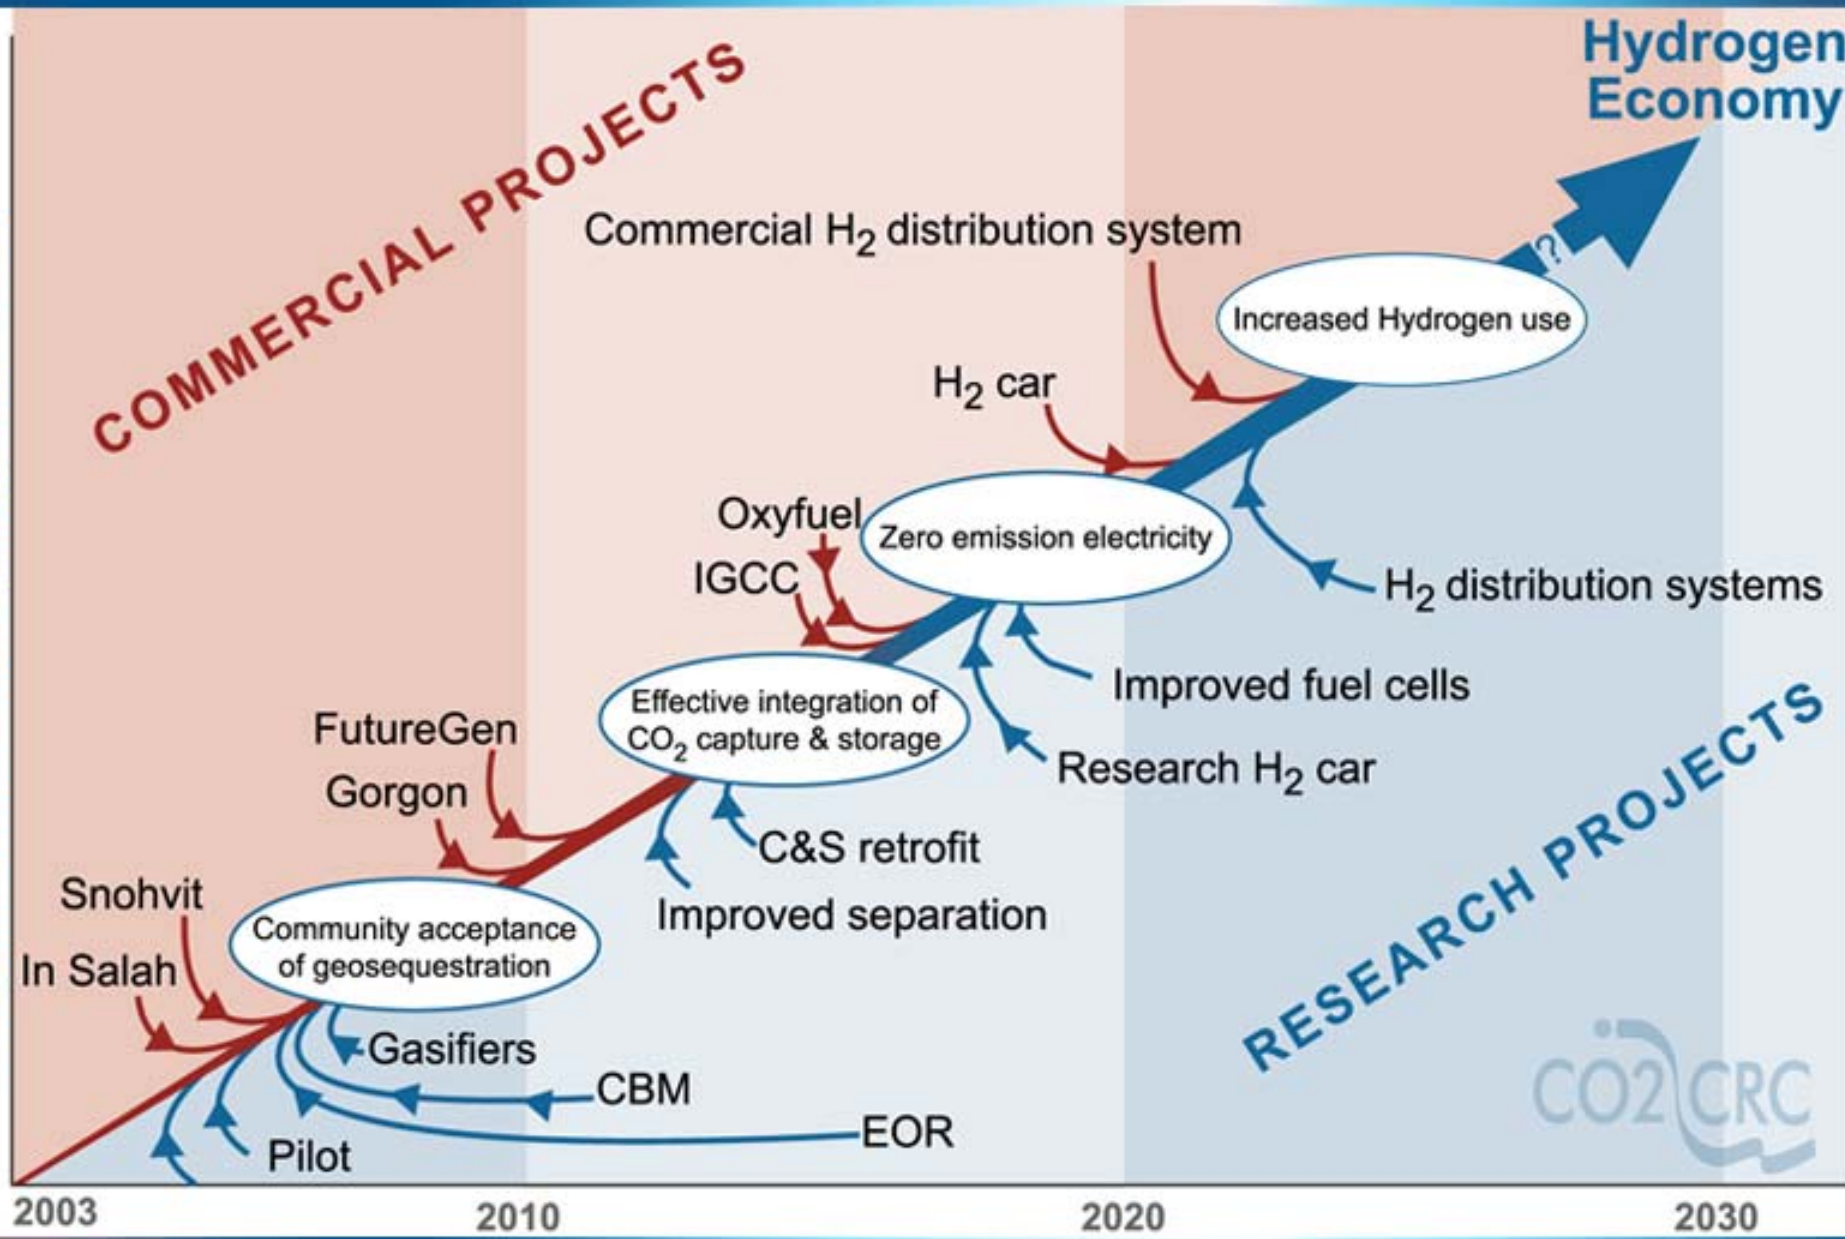 Hydrogen
Economy
COMMERCIAL PROJECTS
Commercial H₂ distribution system
?
Increased Hydrogen use
H₂ car
Oxyfuel
Zero emission electricity
IGCC
H₂ distribution systems
Improved fuel cells
Effective integration of
CO₂ capture & storage
FutureGen
Research H₂ car
Gorgon
C&S retrofit
RESEARCH PROJECTS
Snohvit
Improved separation
Community acceptance
of geosequestration
In Salah
Gasifiers
CBM
EOR
Pilot
CO2 CRC
2003
2010
2020
2030